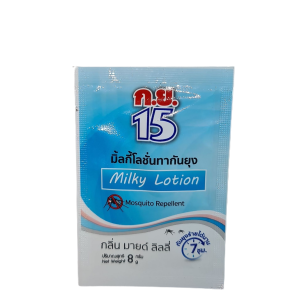 ก.ย.
15
มิ้ลกี้โลชั่นทากันยุง
Milky Lotion
Mosquito Repellent
กลิ่น มายด์ ลิลลี่
ปริมาณสุทธิ 8 กรัม
net weight 8 g
7 ชม.